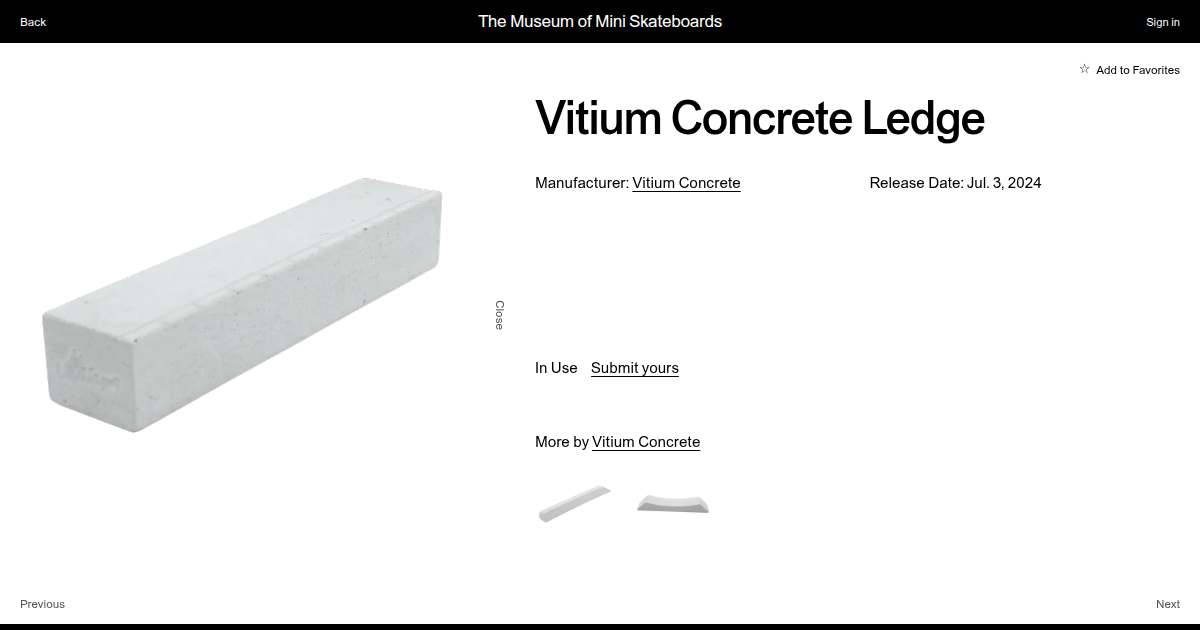 Back
The Museum of Mini Skateboards
Sign in
☆ Add to Favorites
Vitium Concrete Ledge
Manufacturer: Vitium Concrete
Release Date: Jul. 3, 2024
Close
In Use Submit yours
More by Vitium Concrete
Previous
Next